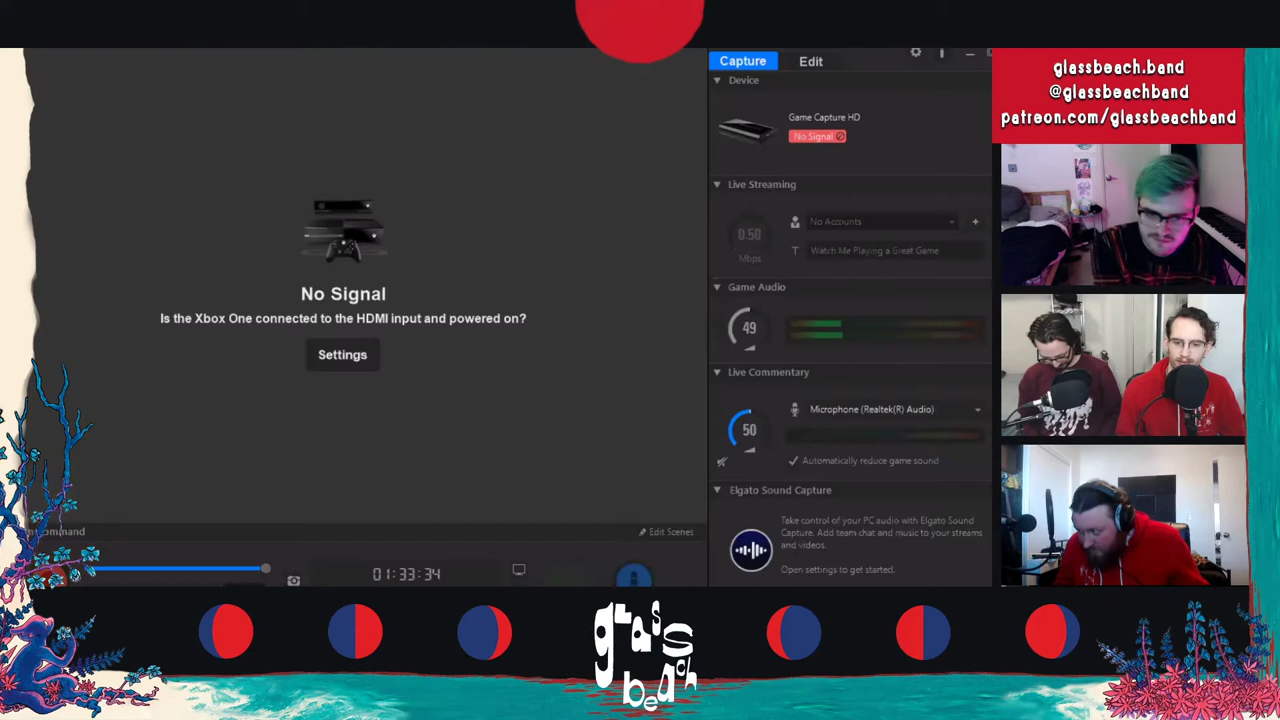 Capture
Edit
Device
Game Capture HD
No Signal
Live Streaming
0.50
Mbps
No Accounts
T Watch Me Playing a Great Game
Game Audio
49
Live Commentary
50
Microphone (Realtek(R) Audio)
Automatically reduce game sound
Elgato Sound Capture
Take control of your PC audio with Elgato Sound
Capture. Add team chat and music to your streams
and videos.
Open settings to get started.
No Signal
Is the Xbox One connected to the HDMI input and powered on?
Settings
Edit Scenes
01:33:34
glassbeach.band
@glassbeachband
patreon.com/glassbeachband
glass
beach